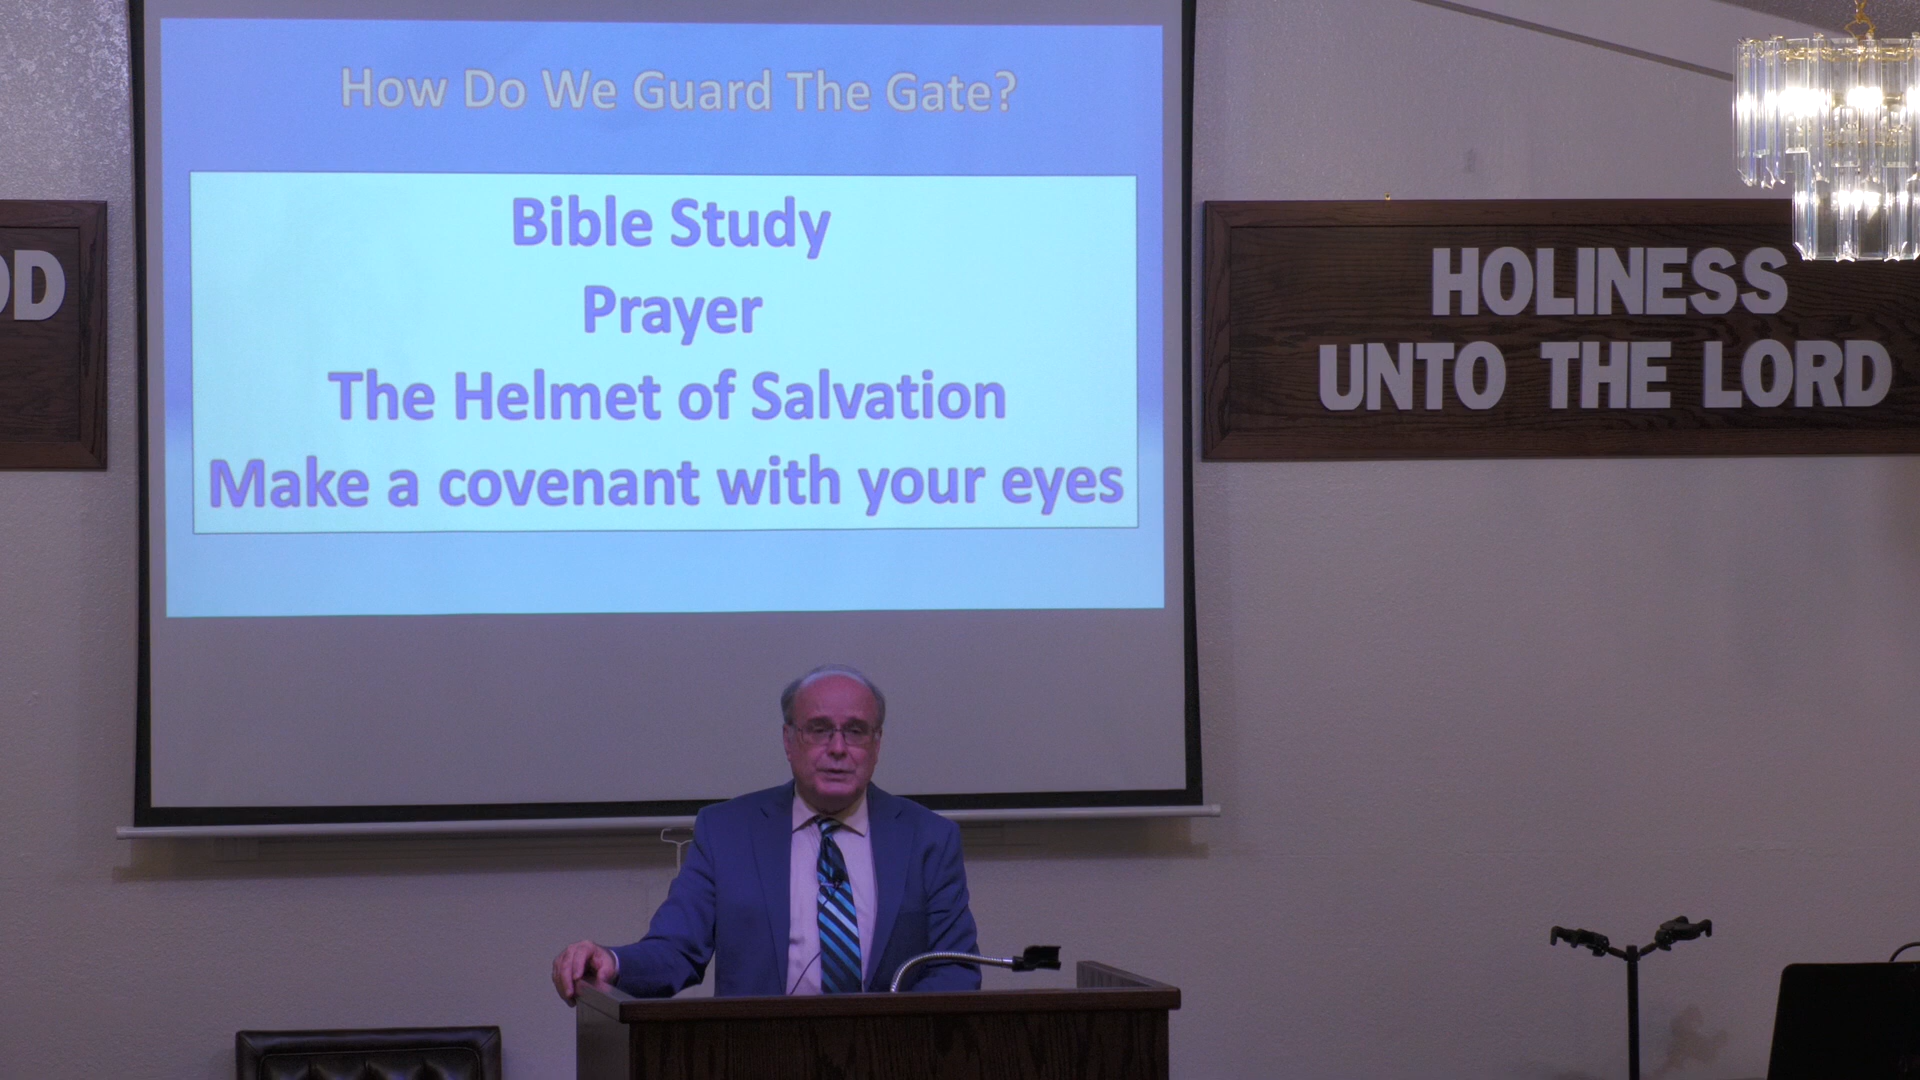 How Do We Guard The Gate?
Bible Study
Prayer
The Helmet of Salvation
Make a covenant with your eyes
HOLINESS
UNTO THE LORD